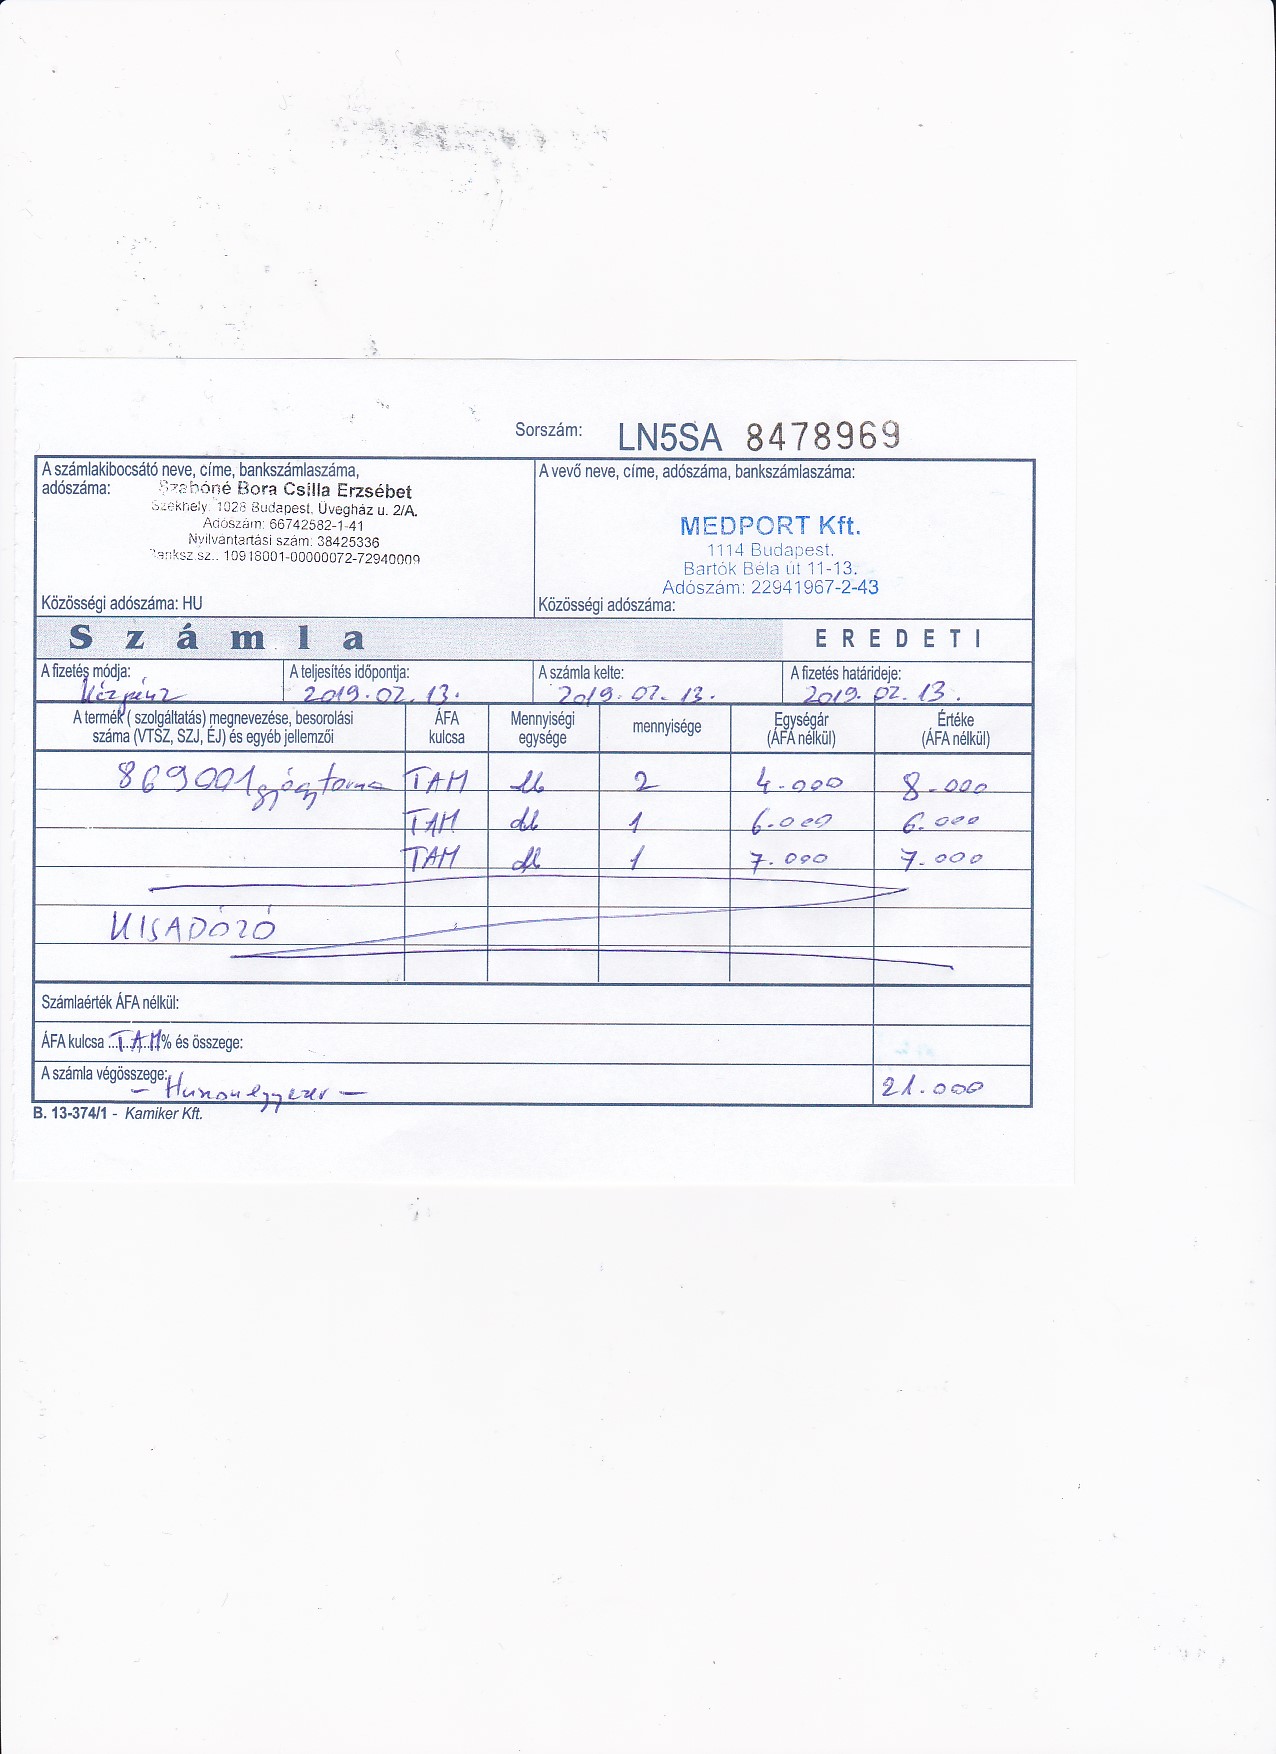 Sorszám: LN5SA 8478969
A számlakibocsátó neve, címe, bankszámlaszáma,
adószáma:
Szabóné Bora Csilla Erzsébet
Székhely: 1028 Budapest, Üvegház u. 2/A.
Adószám: 66742582-1-41
Nyilvántartási szám: 38425336
Banksz.sz.: 10918001-00000072-72940009
Közösségi adószáma: HU
A vevő neve, címe, adószáma, bankszámlaszáma:
MEDPORT Kft.
1114 Budapest,
Bartók Béla út 11-13.
Adószám: 22941967-2-43
Közösségi adószáma:
Számla EREDETI
A fizetés módja: A teljesítés időpontja: A számla kelte: A fizetés határideje:
Készpénz 2019.02.13. 2019.02.13. 2019.02.13.
A termék ( szolgáltatás) megnevezése, besorolási ÁFA Mennyiségi mennyisége Egységár Értéke
száma (VTSZ, SZJ, ÉJ) és egyéb jellemzői kulcsa egysége (ÁFA nélkül) (ÁFA nélkül)
869001 gyógytorna TAM 2 4.000 8.000
TAM db 1 6.000 6.000
TAM db 1 7.000 7.000
KISADÓZÓ
Számlaérték ÁFA nélkül:
ÁFA kulcsa TAM % és összege:
A számla végösszege: - Huszonegyezer - 21.000
B. 13-374/1 - Kamiker Kft.